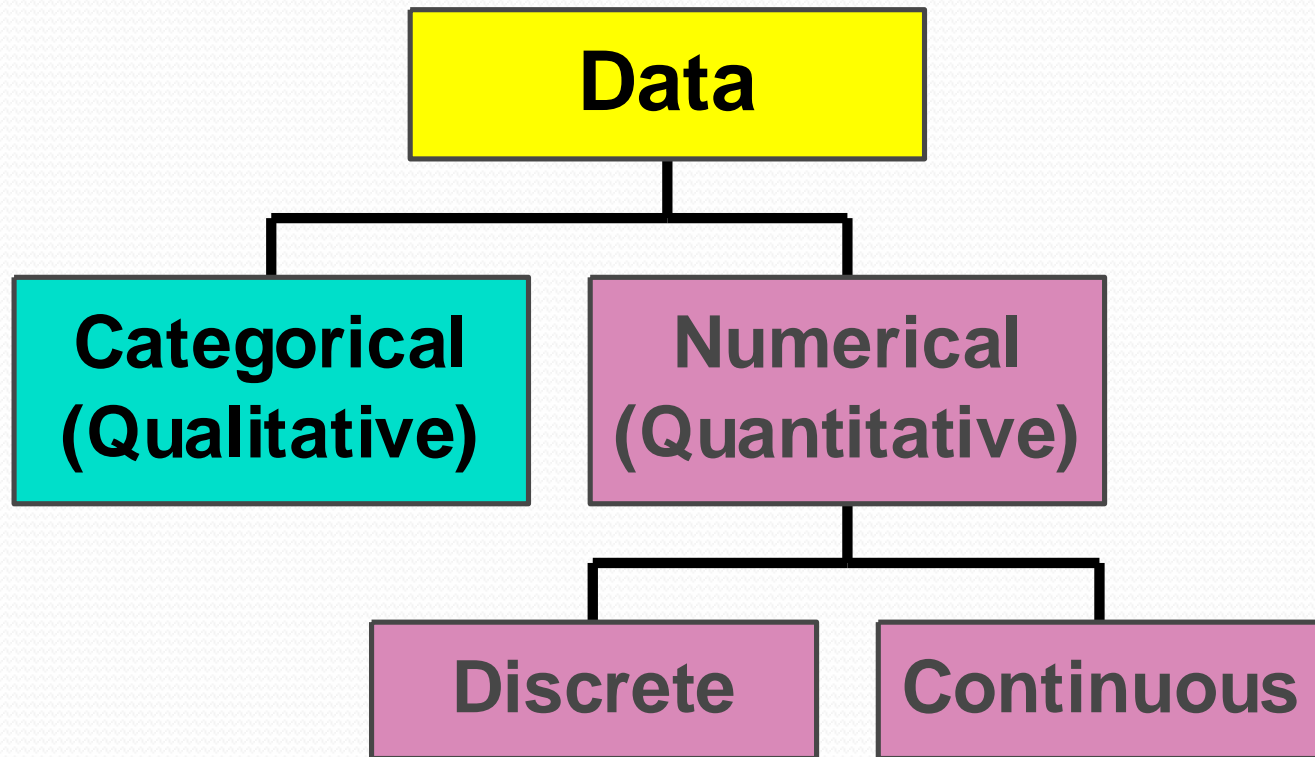 Data
Categorical
(Qualitative)
Numerical
(Quantitative)
Discrete
Continuous